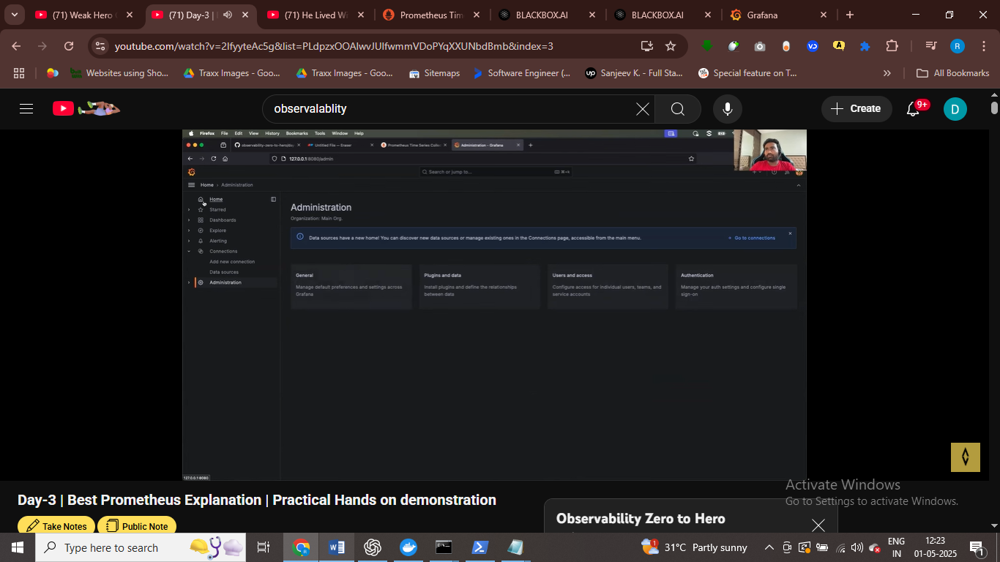 (71) Weak Hero
(71) Day-3 |
(71) He Lived Wi
Prometheus Tim
BLACKBOX.AI
BLACKBOX.AI
Grafana
youtube.com/watch?v=2IfyyteAc5g&list=PLdpzxOOAlwvJUIfwmmVDoPYqXXUNbdBmb&index=3
R
Websites using Sho...
Traxx Images - Goo...
Traxx Images - Goo...
Sitemaps
Software Engineer (...
up
Sanjeev K. - Full Sta...
Special feature on T...
All Bookmarks
observalablity
Create
9+
D
Firefox File Edit View History Bookmarks Tools Window Help
observability-zero-to-hero/
Untitled File — Eraser
Prometheus Time Series Collec
Administration - Grafana
127.0.0.1:8080/admin
Search or jump to...
⌘+k
Home › Administration
Home
Starred
Dashboards
Explore
Alerting
Connections
Add new connection
Data sources
Administration
Administration
Organization: Main Org.
Data sources have a new home! You can discover new data sources or manage existing ones in the Connections page, accessible from the main menu.
Go to connections
General
Manage default preferences and settings across
Grafana
Plugins and data
Install plugins and define the relationships
between data
Users and access
Configure access for individual users, teams, and
service accounts
Authentication
Manage your auth settings and configure single
sign-on
127.0.0.1:8080
Activate Windows
Go to Settings to activate Windows.
Day-3 | Best Prometheus Explanation | Practical Hands on demonstration
Take Notes
Public Note
Observability Zero to Hero
Type here to search
31°C Partly sunny
ENG
IN
12:23
01-05-2025
1